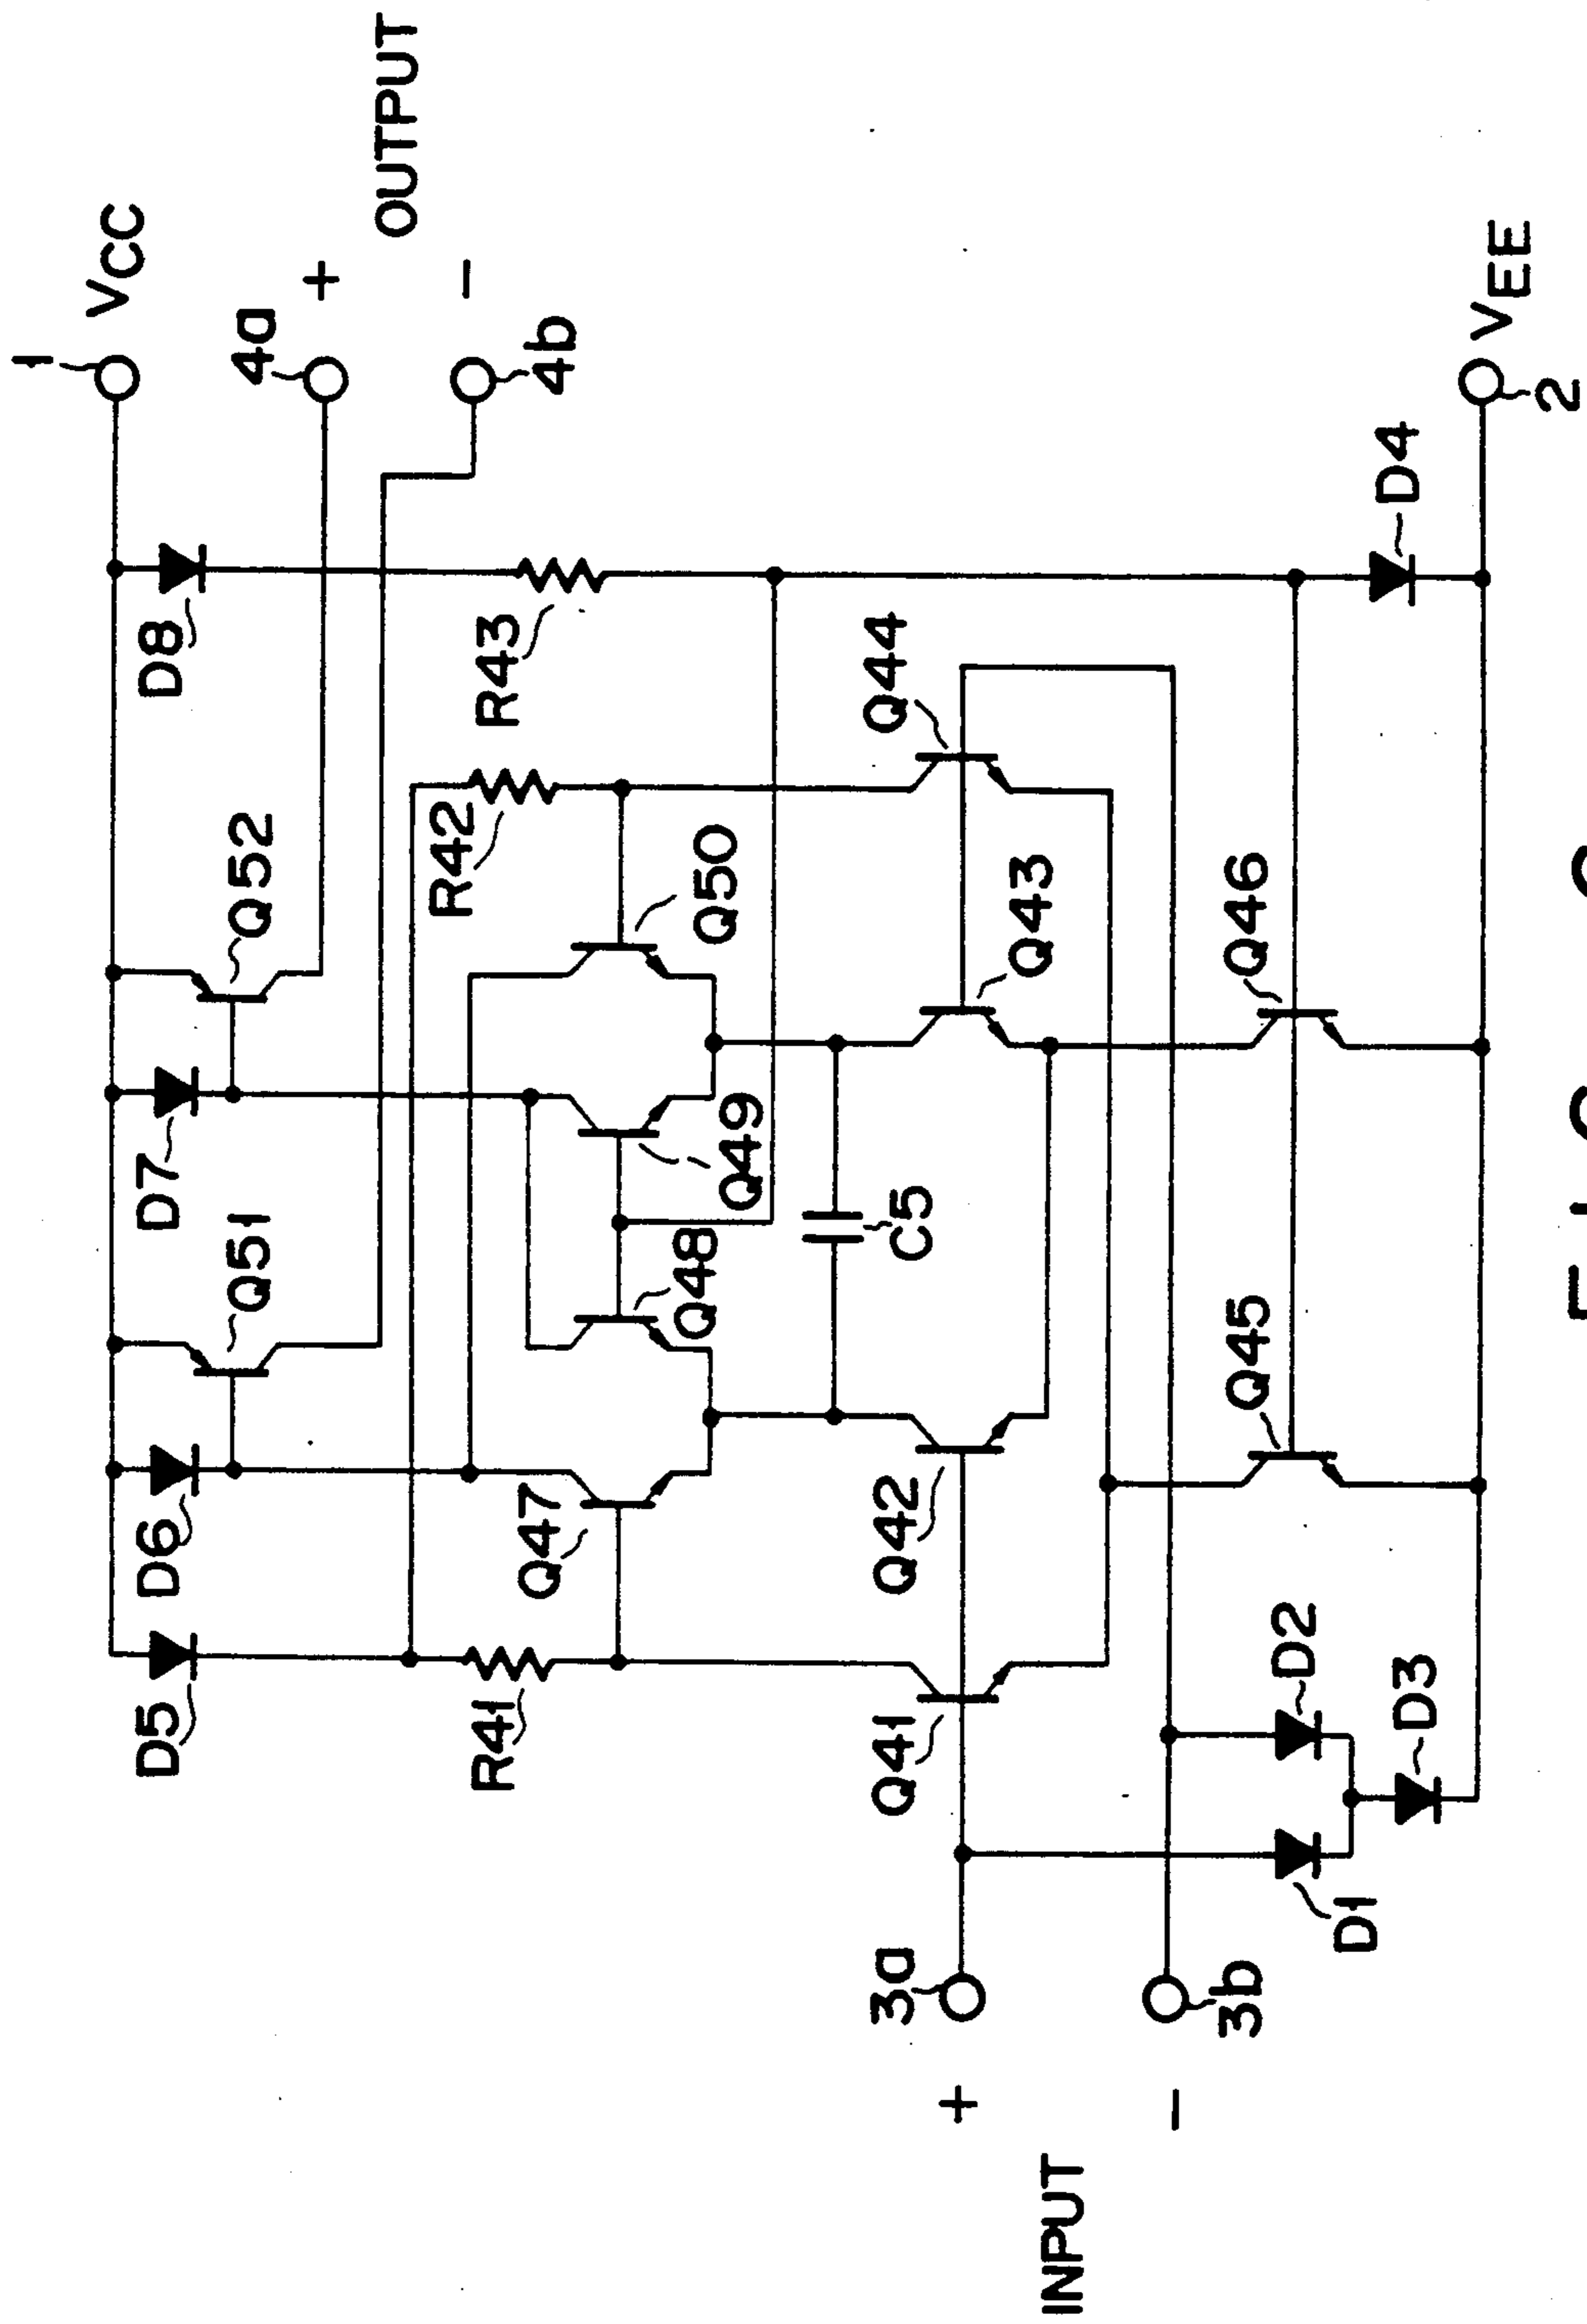 1
VCC
4a
+
OUTPUT
4b
−
D5
D6
Q51
D7
Q52
D8
R41
Q47
Q48
Q49
Q50
R42
R43
C5
3a
+
INPUT
3b
−
Q41
Q42
Q43
Q44
D1
D2
D3
Q45
Q46
D4
VEE
2